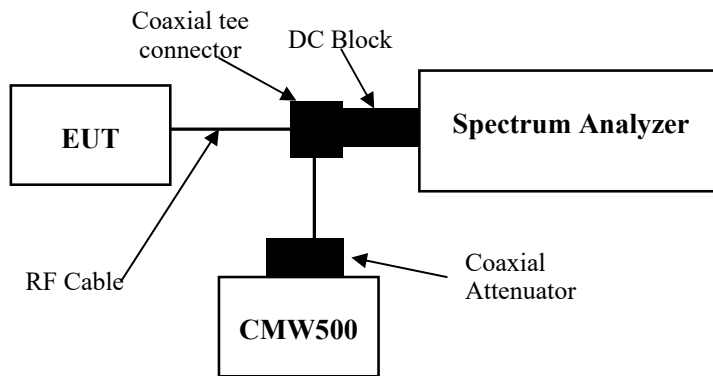 Coaxial tee
connector
DC Block
EUT
Spectrum Analyzer
RF Cable
Coaxial
Attenuator
CMW500